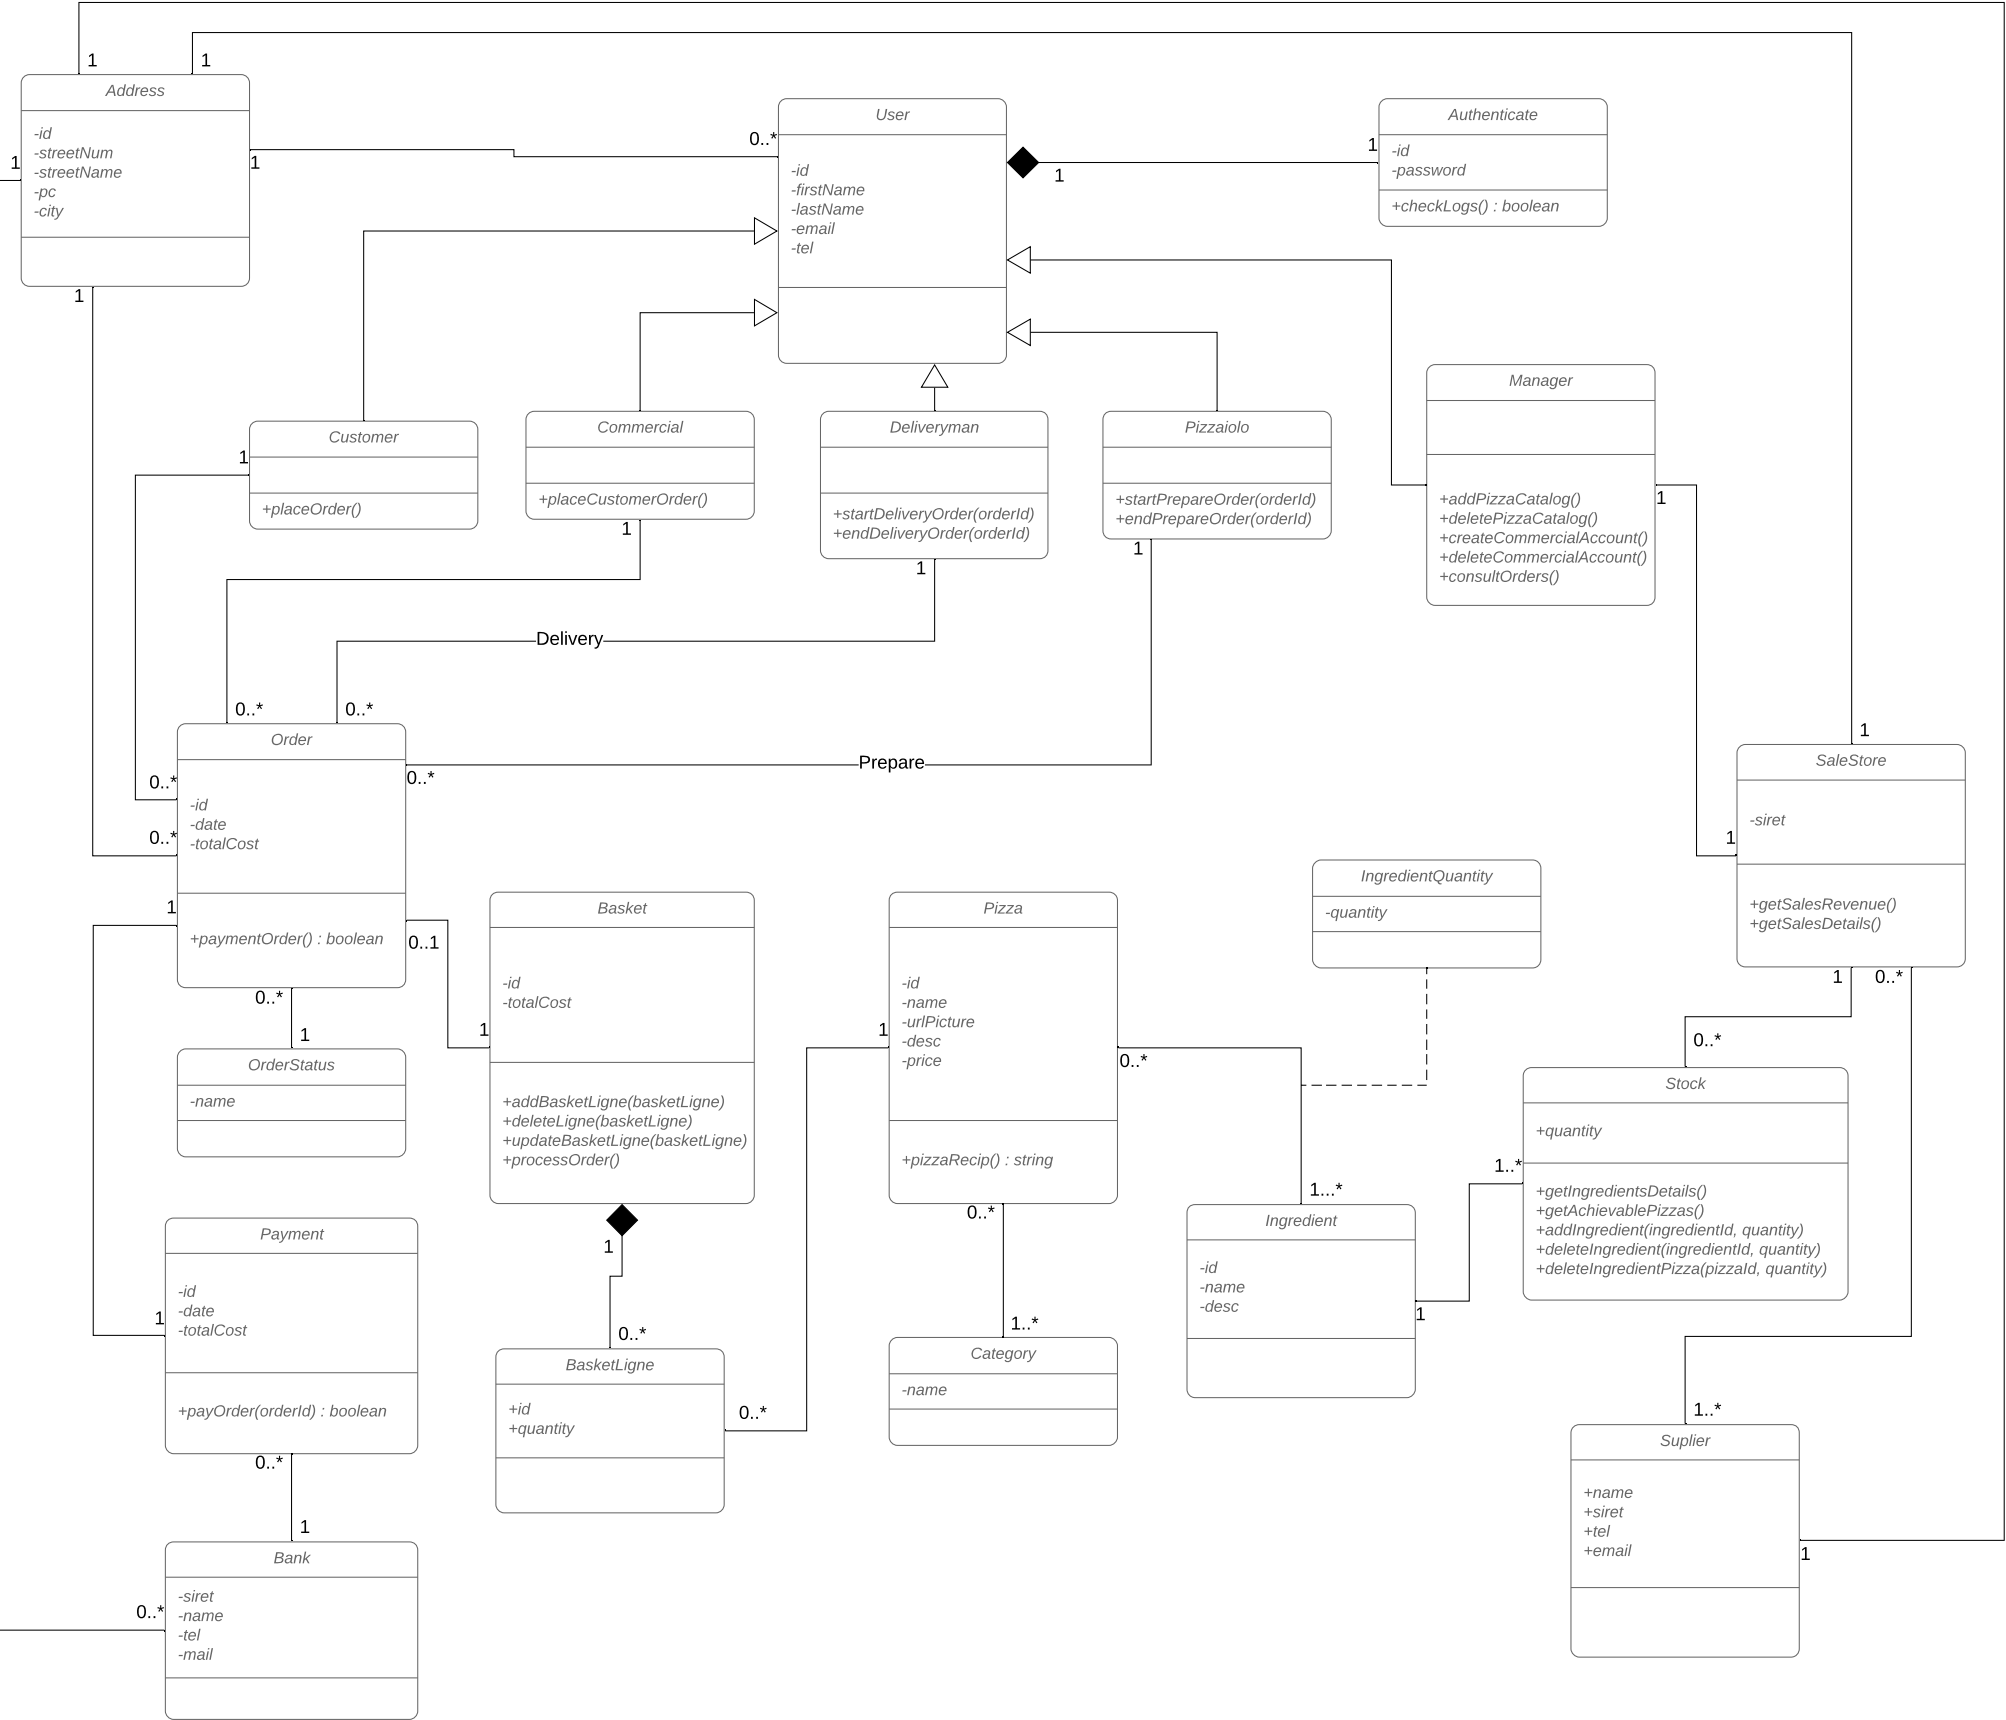 1
1
Address
-id
-streetNum
-streetName
-pc
-city
1
1
1
0..*
User
-id
-firstName
-lastName
-email
-tel
1
1
Authenticate
-id
-password
+checkLogs() : boolean
Customer
+placeOrder()
1
Commercial
+placeCustomerOrder()
1
Deliveryman
+startDeliveryOrder(orderId)
+endDeliveryOrder(orderId)
1
Pizzaiolo
+startPrepareOrder(orderId)
+endPrepareOrder(orderId)
1
Manager
+addPizzaCatalog()
+deletePizzaCatalog()
+createCommercialAccount()
+deleteCommercialAccount()
+consultOrders()
1
Delivery
Prepare
0..*
0..*
0..*
0..*
0..*
Order
-id
-date
-totalCost
+paymentOrder() : boolean
1
0..1
0..*
1
OrderStatus
-name
1
SaleStore
-siret
+getSalesRevenue()
+getSalesDetails()
1
1
0..*
Basket
-id
-totalCost
+addBasketLigne(basketLigne)
+deleteLigne(basketLigne)
+updateBasketLigne(basketLigne)
+processOrder()
1
1
0..*
Pizza
-id
-name
-urlPicture
-desc
-price
+pizzaRecip() : string
1
0..*
0..*
IngredientQuantity
-quantity
0..*
Stock
+quantity
+getIngredientsDetails()
+getAchievablePizzas()
+addIngredient(ingredientId, quantity)
+deleteIngredient(ingredientId, quantity)
+deleteIngredientPizza(pizzaId, quantity)
1..*
1...*
Ingredient
-id
-name
-desc
1
Payment
-id
-date
-totalCost
+payOrder(orderId) : boolean
1
0..*
1
BasketLigne
+id
+quantity
0..*
1..*
Category
-name
1..*
Suplier
+name
+siret
+tel
+email
1
Bank
-siret
-name
-tel
-mail
0..*